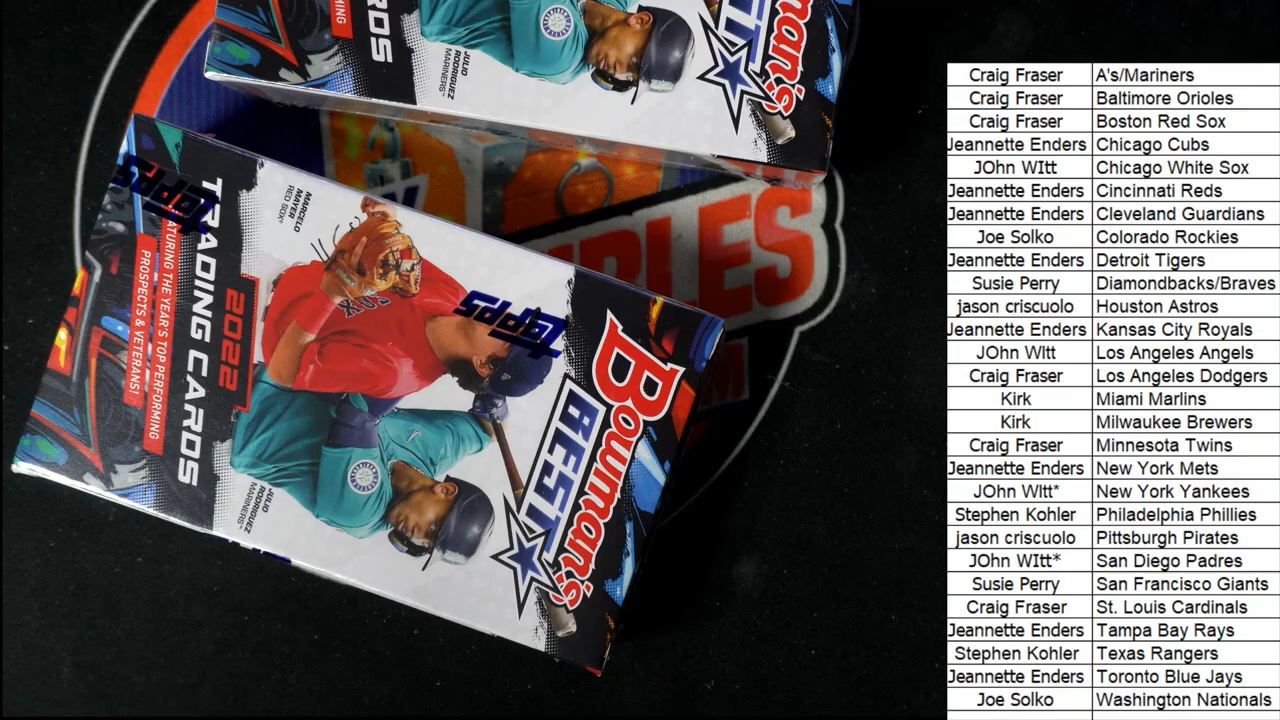 MING
RDS
JULIO
RODRIGUEZ
MARINERS™
man's
ST
topps
TRADING CARDS
2022
FEATURING THE YEAR'S TOP PERFORMING
PROSPECTS & VETERANS!
MARCELO
MAYER
RED SOX™
topps
Bowman's
BEST
JULIO
RODRIGUEZ
MARINERS™
Craig Fraser A's/Mariners
Craig Fraser Baltimore Orioles
Craig Fraser Boston Red Sox
Jeannette Enders Chicago Cubs
JOhn WItt Chicago White Sox
Jeannette Enders Cincinnati Reds
Jeannette Enders Cleveland Guardians
Joe Solko Colorado Rockies
Jeannette Enders Detroit Tigers
Susie Perry Diamondbacks/Braves
jason criscuolo Houston Astros
Jeannette Enders Kansas City Royals
JOhn WItt Los Angeles Angels
Craig Fraser Los Angeles Dodgers
Kirk Miami Marlins
Kirk Milwaukee Brewers
Craig Fraser Minnesota Twins
Jeannette Enders New York Mets
JOhn WItt* New York Yankees
Stephen Kohler Philadelphia Phillies
jason criscuolo Pittsburgh Pirates
JOhn WItt* San Diego Padres
Susie Perry San Francisco Giants
Craig Fraser St. Louis Cardinals
Jeannette Enders Tampa Bay Rays
Stephen Kohler Texas Rangers
Jeannette Enders Toronto Blue Jays
Joe Solko Washington Nationals